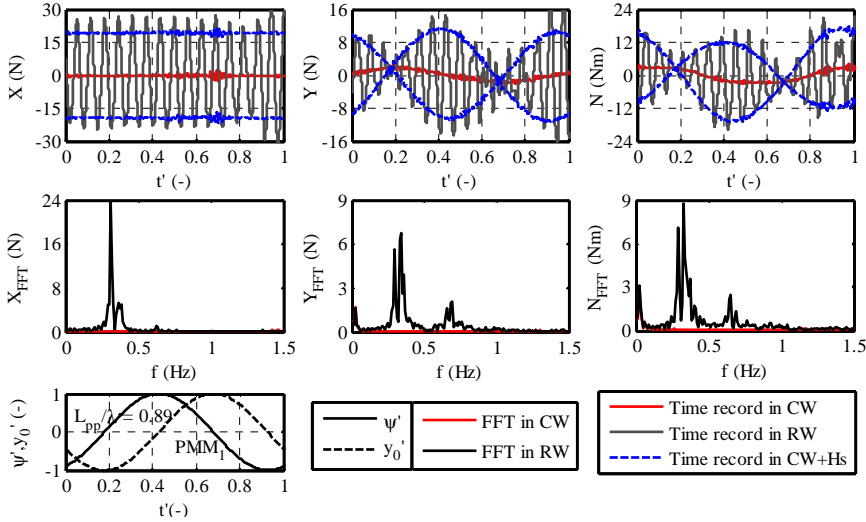 30
15
0
-15
-30
X (N)
0 0.2 0.4 0.6 0.8 1
t' (-)
16
8
0
-8
-16
Y (N)
0 0.2 0.4 0.6 0.8 1
t' (-)
24
12
0
-12
-24
N (Nm)
0 0.2 0.4 0.6 0.8 1
t' (-)
24
16
8
0
X_FFT (N)
0 0.5 1 1.5
f (Hz)
9
6
3
0
Y_FFT (N)
0 0.5 1 1.5
f (Hz)
9
6
3
0
N_FFT (Nm)
0 0.5 1 1.5
f (Hz)
1
0
-1
ψ',y_0' (-)
L_pp/λ = 0.89
PMM_1
0 0.2 0.4 0.6 0.8 1
t'(-)
ψ'
y_0'
FFT in CW
FFT in RW
Time record in CW
Time record in RW
Time record in CW+Hs